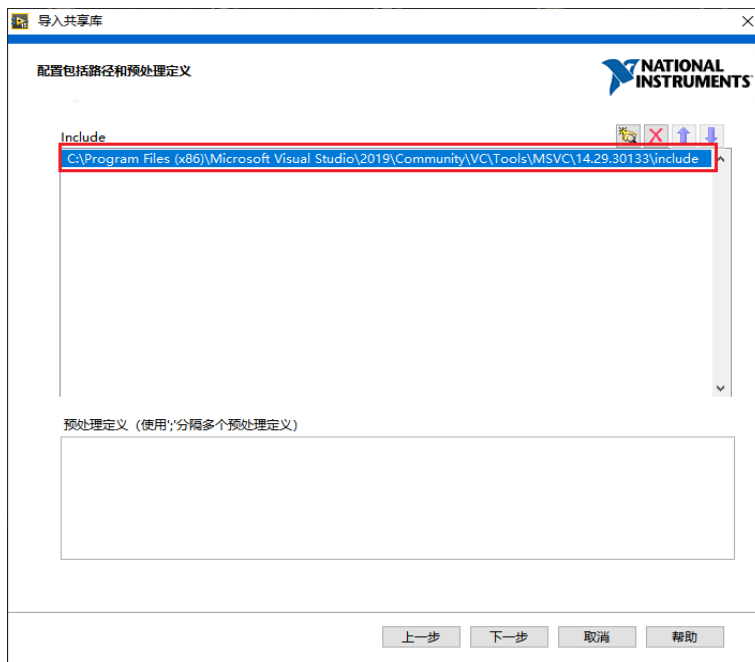 导入共享库
配置包括路径和预处理定义
NATIONAL
INSTRUMENTS
Include
C:\Program Files (x86)\Microsoft Visual Studio\2019\Community\VC\Tools\MSVC\14.29.30133\include
预处理定义（使用';'分隔多个预处理定义）
上一步 下一步 取消 帮助